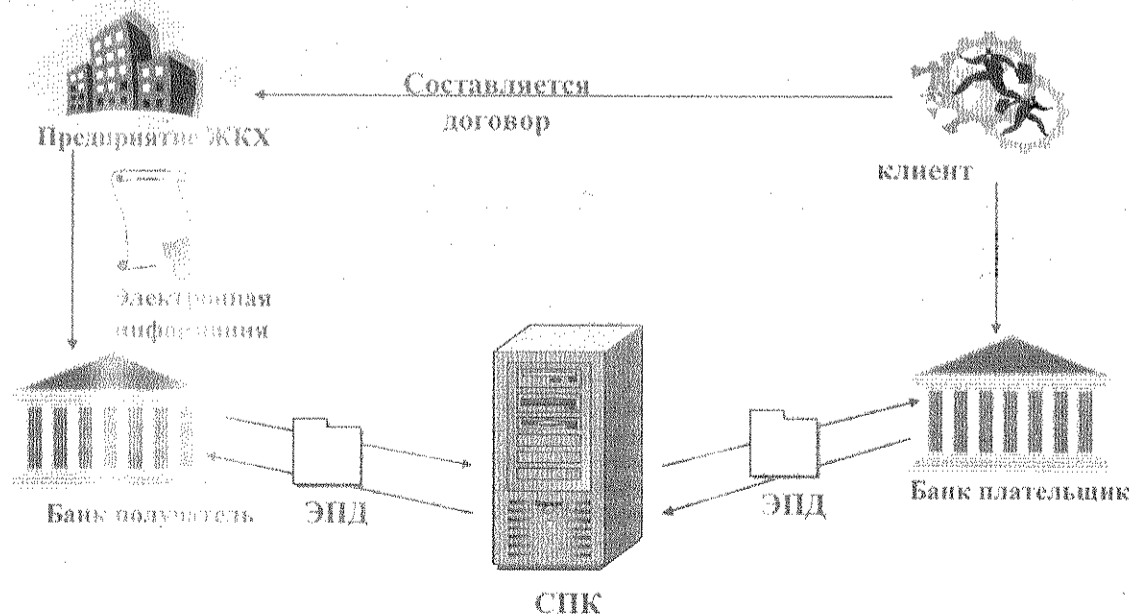 Составляется
договор
Предприятие ЖКХ
клиент
Электронная
информация
Банк получатель
ЭПД
ЭПД
Банк плательщик
СПК